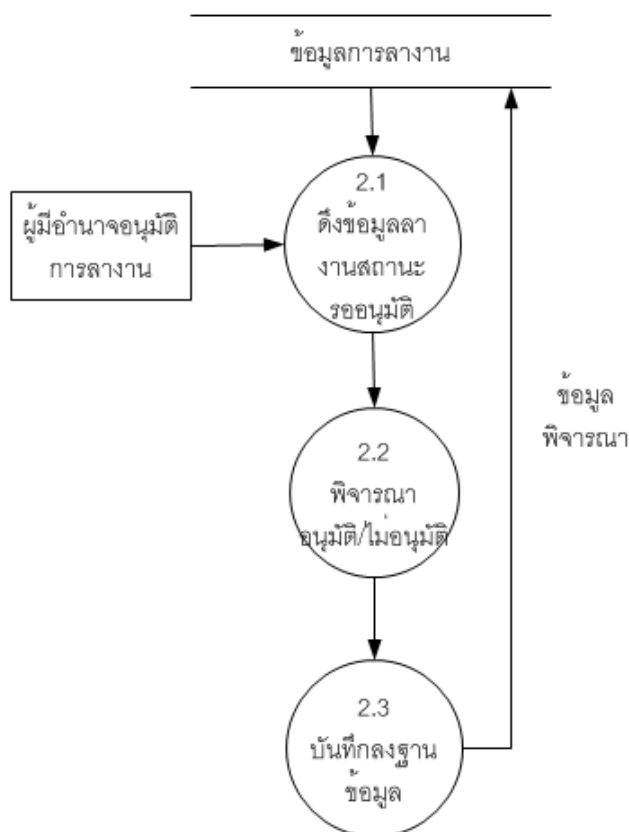 ข้อมูลการลางาน
2.1
ดึงข้อมูลลา
งานสถานะ
รออนุมัติ
ผู้มีอำนาจอนุมัติ
การลางาน
2.2
พิจารณา
อนุมัติ/ไม่อนุมัติ
ข้อมูล
พิจารณา
2.3
บันทึกลงฐาน
ข้อมูล